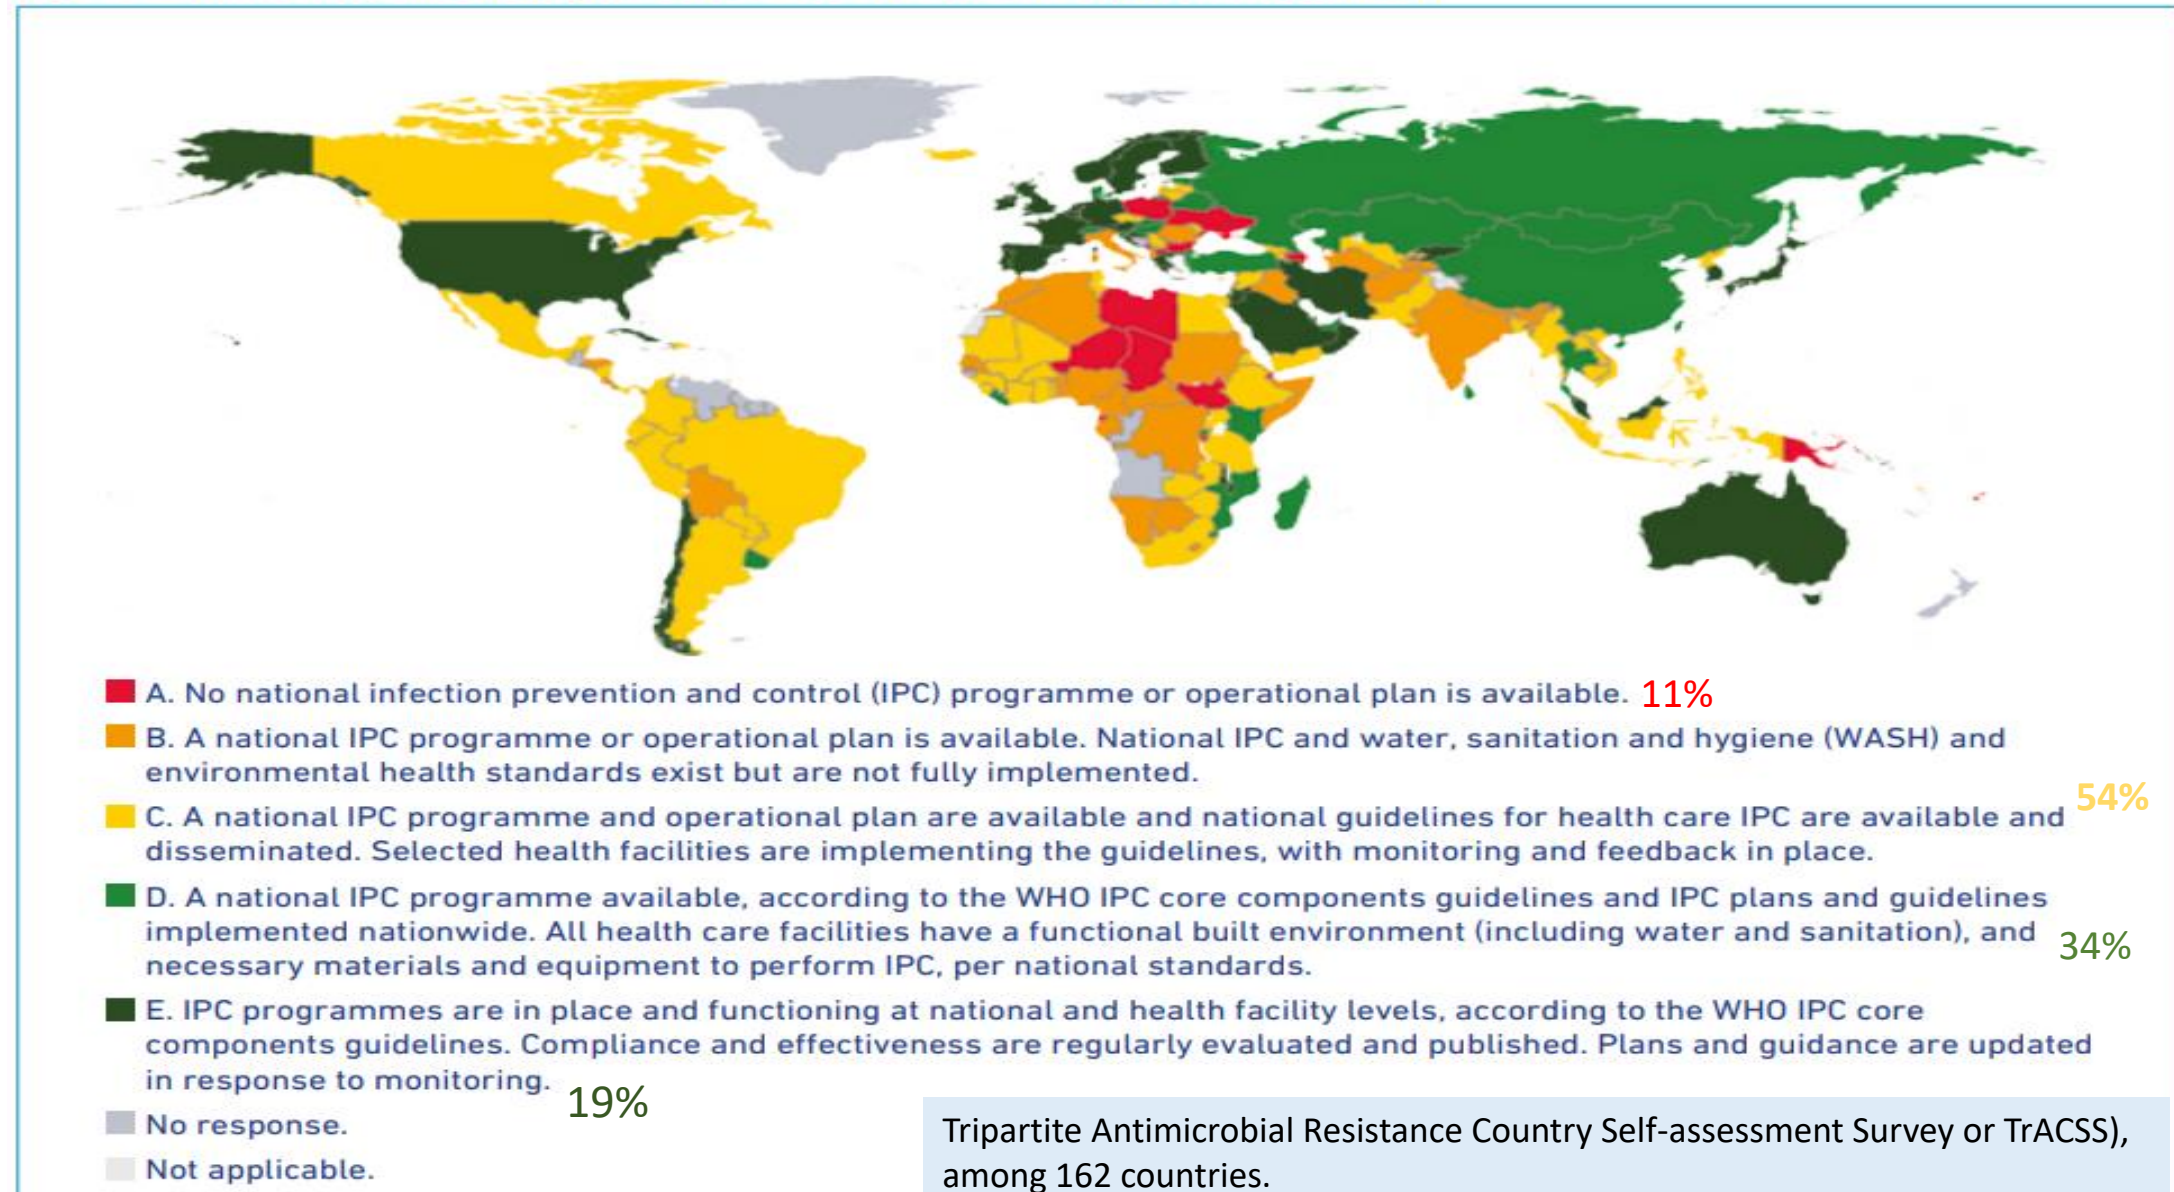 A. No national infection prevention and control (IPC) programme or operational plan is available. 11%
B. A national IPC programme or operational plan is available. National IPC and water, sanitation and hygiene (WASH) and
environmental health standards exist but are not fully implemented.
54%
C. A national IPC programme and operational plan are available and national guidelines for health care IPC are available and
disseminated. Selected health facilities are implementing the guidelines, with monitoring and feedback in place.
D. A national IPC programme available, according to the WHO IPC core components guidelines and IPC plans and guidelines
implemented nationwide. All health care facilities have a functional built environment (including water and sanitation), and
34%
necessary materials and equipment to perform IPC, per national standards.
E. IPC programmes are in place and functioning at national and health facility levels, according to the WHO IPC core
components guidelines. Compliance and effectiveness are regularly evaluated and published. Plans and guidance are updated
in response to monitoring. 19%
No response.
Not applicable.
Tripartite Antimicrobial Resistance Country Self-assessment Survey or TrACSS),
among 162 countries.